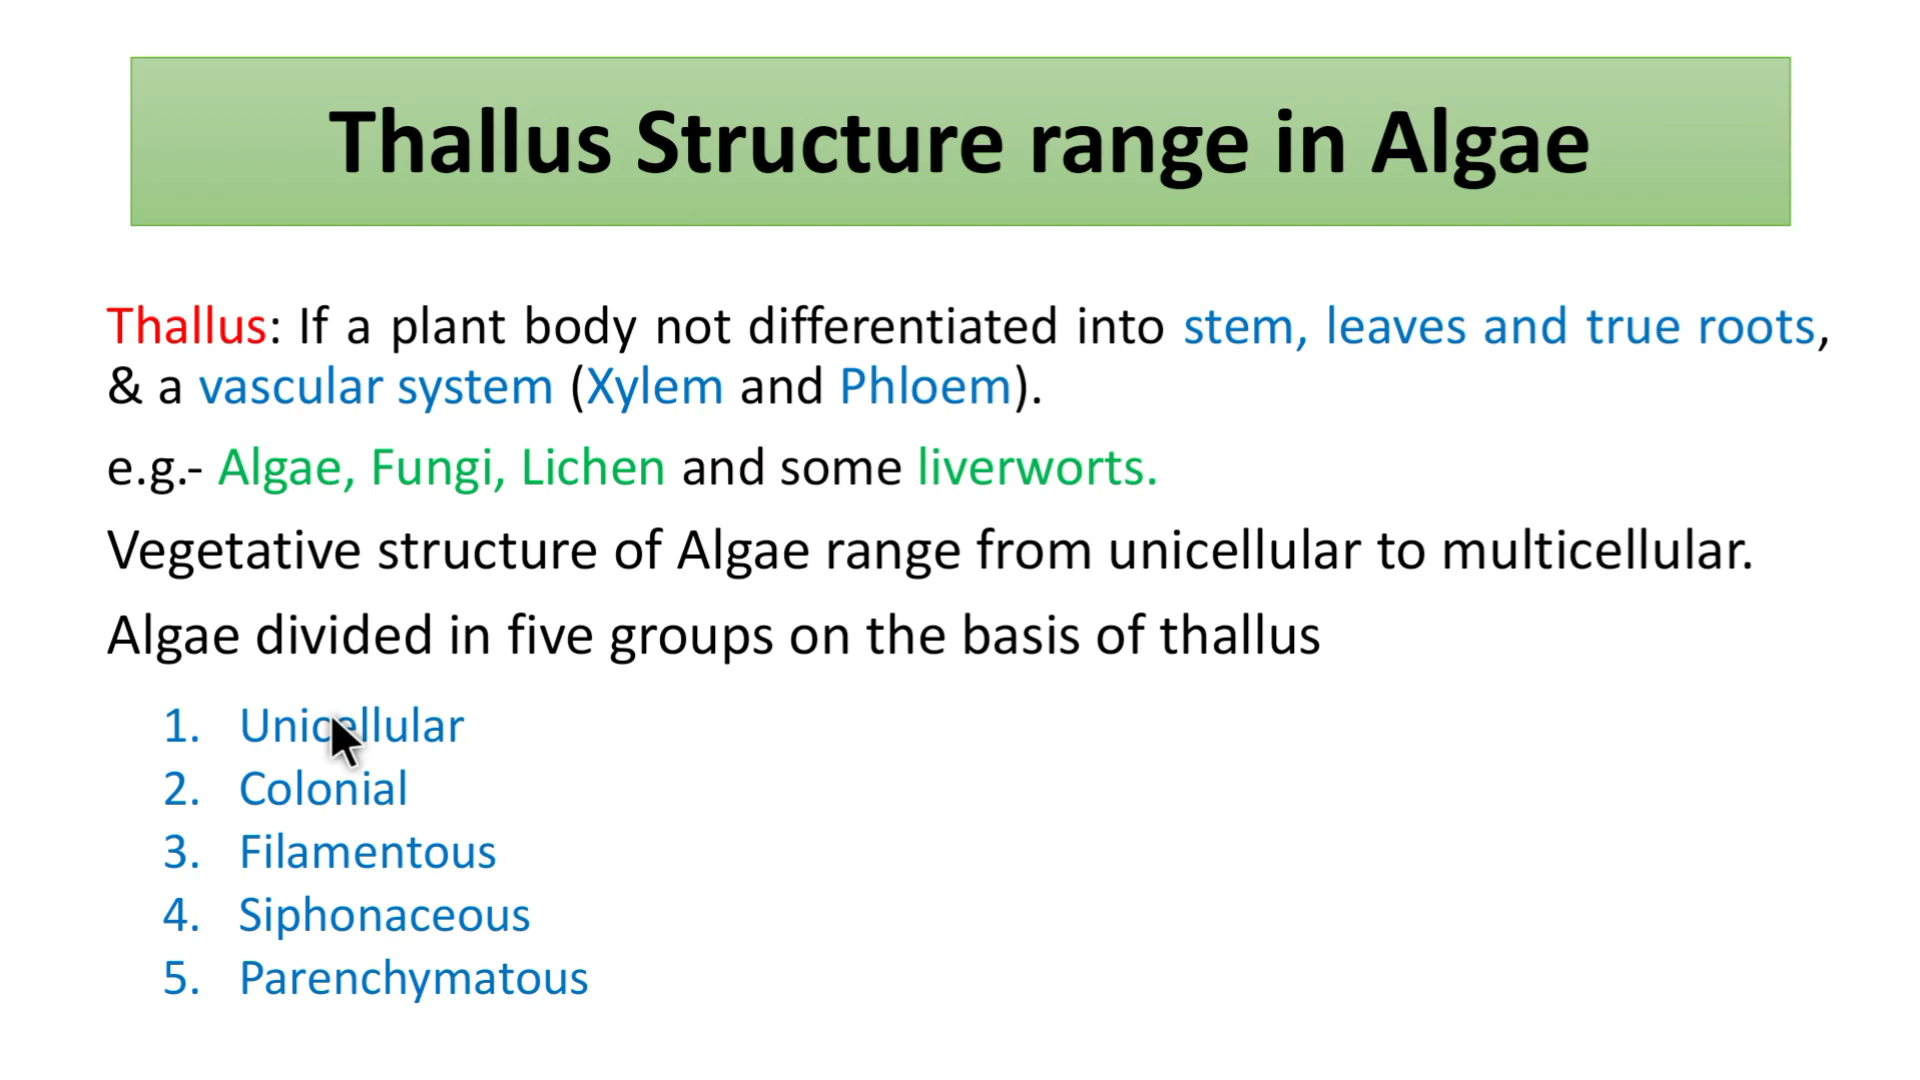 Thallus Structure range in Algae
Thallus: If a plant body not differentiated into stem, leaves and true roots,
& a vascular system (Xylem and Phloem).
e.g.- Algae, Fungi, Lichen and some liverworts.
Vegetative structure of Algae range from unicellular to multicellular.
Algae divided in five groups on the basis of thallus
1. Unicellular
2. Colonial
3. Filamentous
4. Siphonaceous
5. Parenchymatous